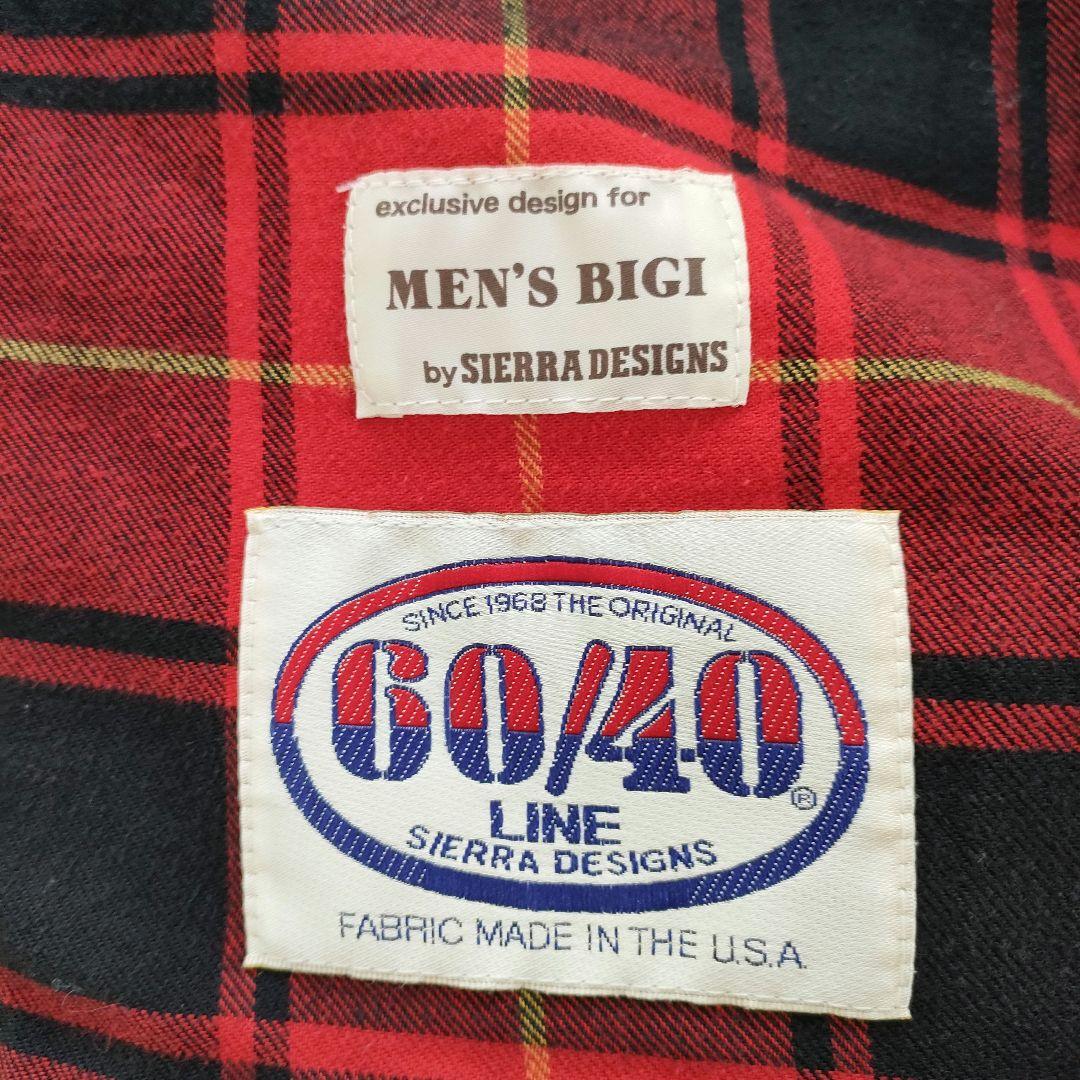 exclusive design for
MEN'S BIGI
by SIERRA DESIGNS
SINCE 1968 THE ORIGINAL
60/40
®
LINE
SIERRA DESIGNS
FABRIC MADE IN THE U.S.A.